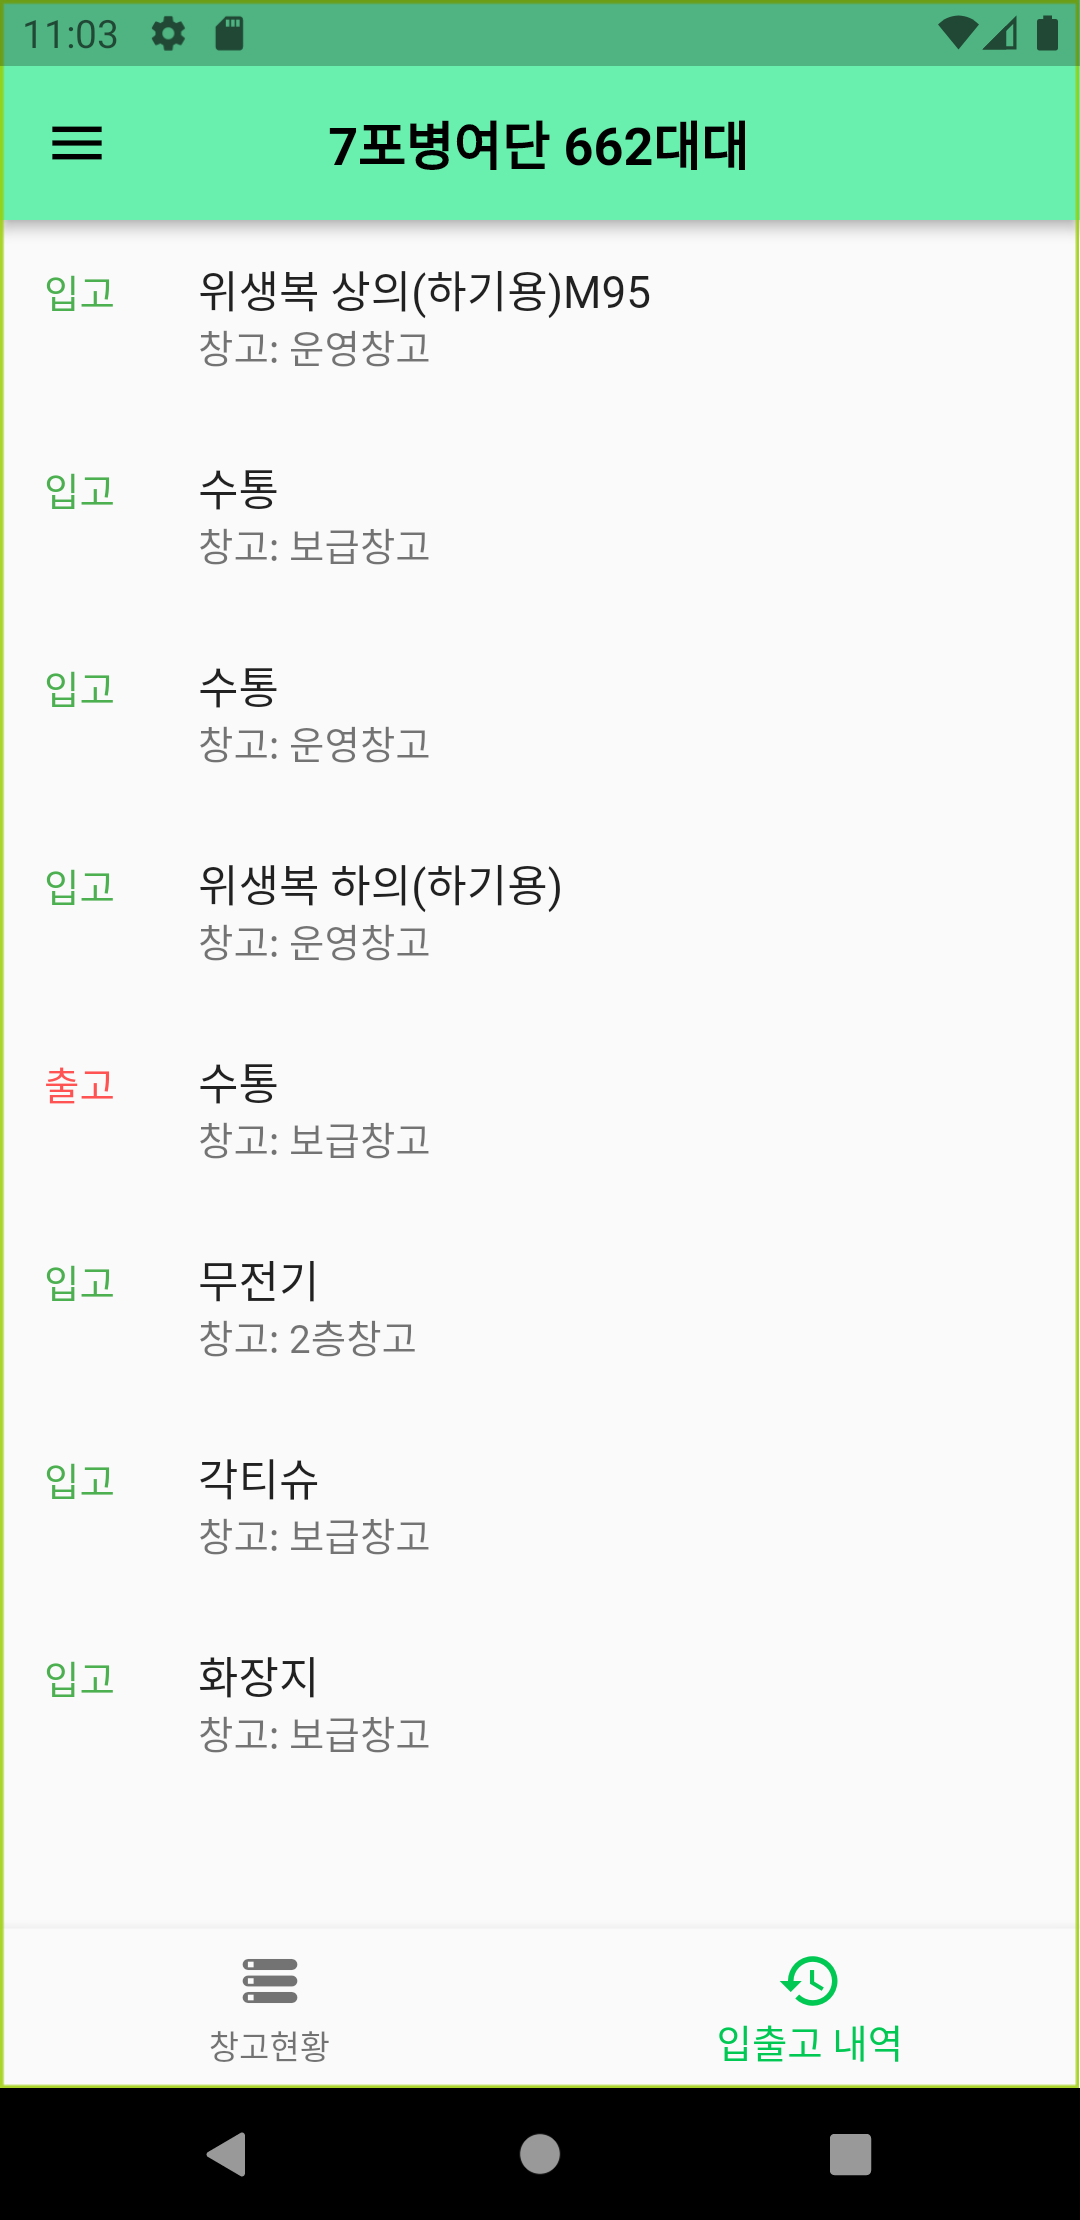 11:03
7포병여단 662대대
입고 위생복 상의(하기용)M95
창고: 운영창고
입고 수통
창고: 보급창고
입고 수통
창고: 운영창고
입고 위생복 하의(하기용)
창고: 운영창고
출고 수통
창고: 보급창고
입고 무전기
창고: 2층창고
입고 각티슈
창고: 보급창고
입고 화장지
창고: 보급창고
창고현황 입출고 내역